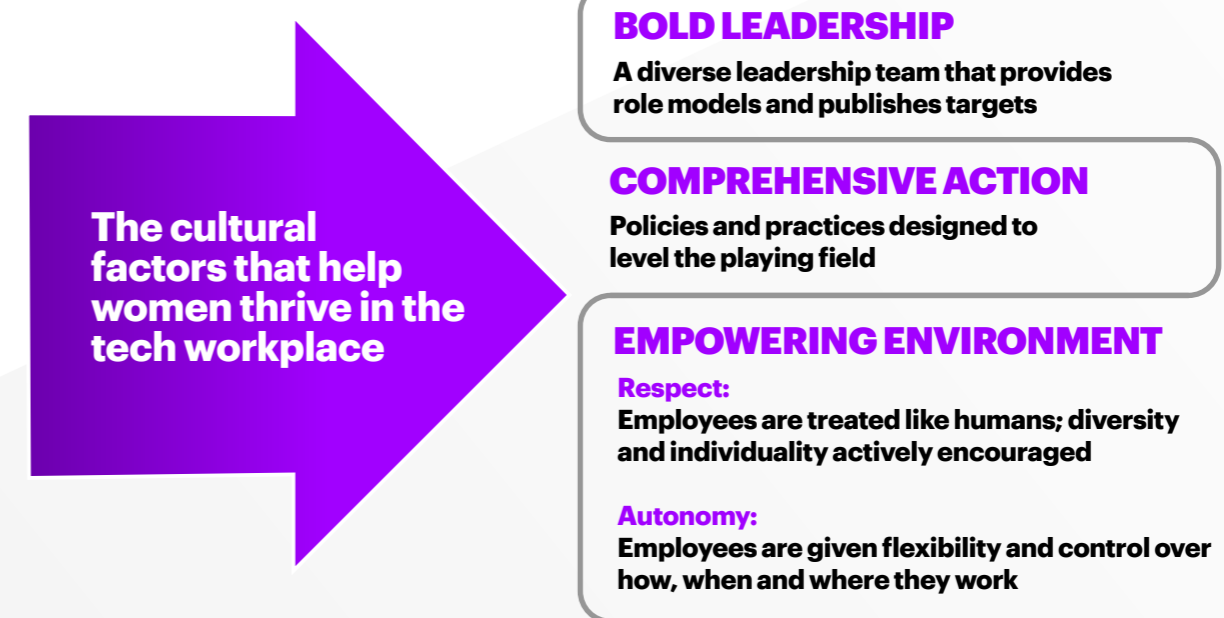 The cultural
factors that help
women thrive in the
tech workplace
BOLD LEADERSHIP
A diverse leadership team that provides
role models and publishes targets
COMPREHENSIVE ACTION
Policies and practices designed to
level the playing field
EMPOWERING ENVIRONMENT
Respect:
Employees are treated like humans; diversity
and individuality actively encouraged
Autonomy:
Employees are given flexibility and control over
how, when and where they work